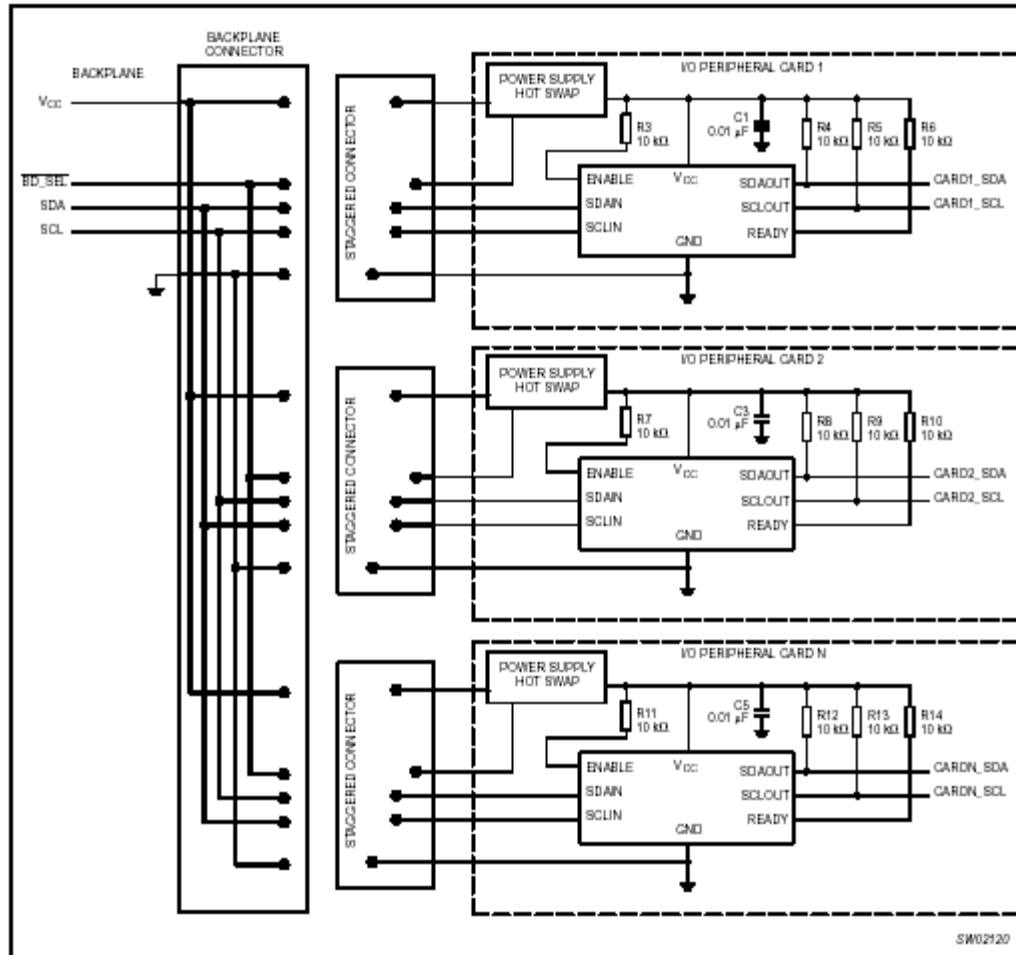 BACKPLANE
CONNECTOR
BACKPLANE
VCC
BD_SEL
SDA
SCL
STAGGERED CONNECTOR
I/O PERIPHERAL CARD 1
POWER SUPPLY
HOT SWAP
R3
10 kΩ
C1
0.01 µF
R4
10 kΩ
R5
10 kΩ
R6
10 kΩ
ENABLE
VCC
SDAOUT
CARD1_SDA
SDAIN
SCLOUT
CARD1_SCL
SCLIN
READY
GND
STAGGERED CONNECTOR
I/O PERIPHERAL CARD 2
POWER SUPPLY
HOT SWAP
R7
10 kΩ
C3
0.01 µF
R8
10 kΩ
R9
10 kΩ
R10
10 kΩ
ENABLE
VCC
SDAOUT
CARD2_SDA
SDAIN
SCLOUT
CARD2_SCL
SCLIN
READY
GND
STAGGERED CONNECTOR
I/O PERIPHERAL CARD N
POWER SUPPLY
HOT SWAP
R11
10 kΩ
C5
0.01 µF
R12
10 kΩ
R13
10 kΩ
R14
10 kΩ
ENABLE
VCC
SDAOUT
CARDN_SDA
SDAIN
SCLOUT
CARDN_SCL
SCLIN
READY
GND
SW02120